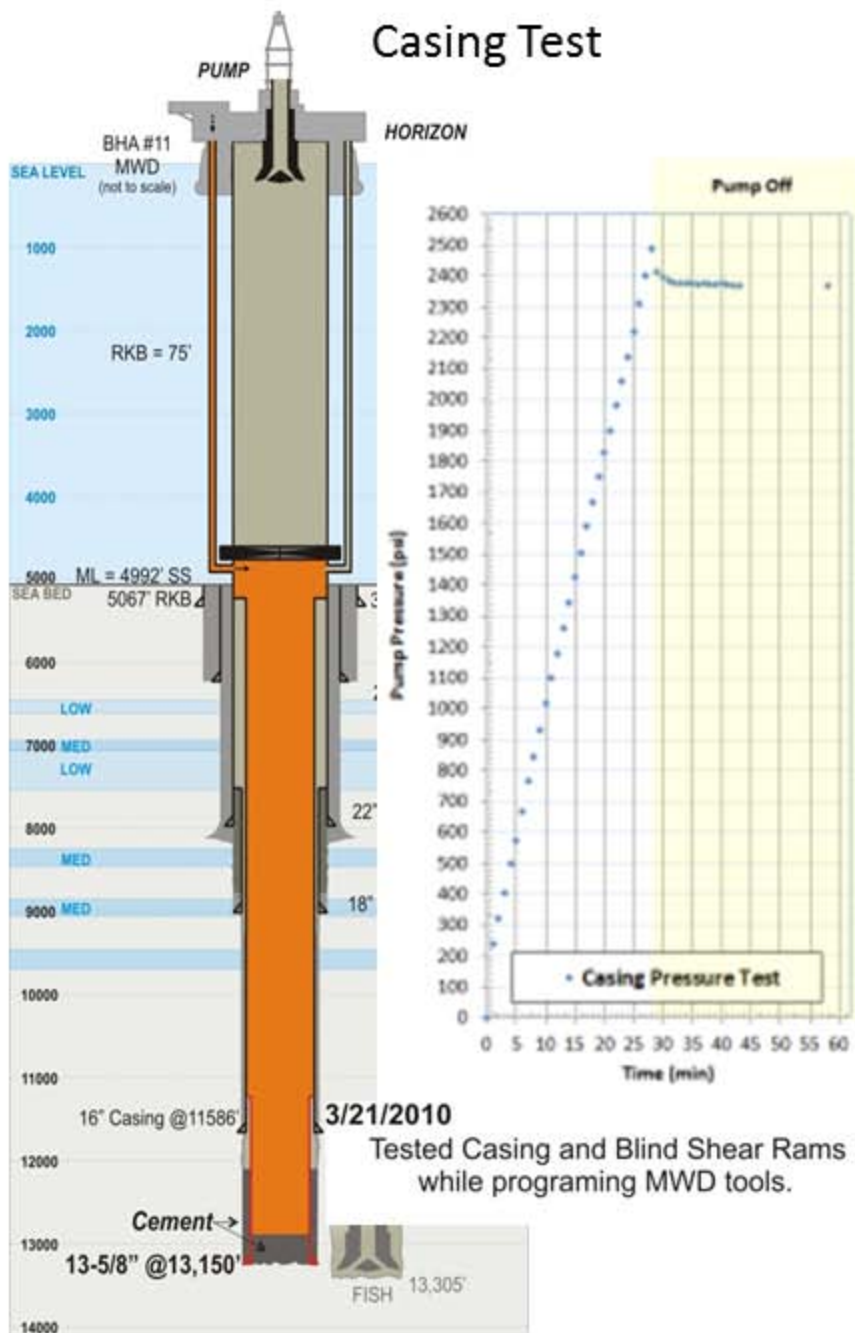 Casing Test
PUMP
HORIZON
BHA #11
MWD
(not to scale)
SEA LEVEL
1000
2000
RKB = 75'
3000
4000
ML = 4992' SS
5000
SEA BED
5067' RKB
3
6000
2
LOW
7000
MED
LOW
22"
8000
MED
18"
9000
MED
10000
11000
16" Casing @11586'
12000
Cement
13000
13-5/8" @13,150'
FISH
13,305'
14000
3/21/2010
Tested Casing and Blind Shear Rams
while programing MWD tools.
Pump Off
Pump Pressure (psi)
2600
2500
2400
2300
2200
2100
2000
1900
1800
1700
1600
1500
1400
1300
1200
1100
1000
900
800
700
600
500
400
300
200
100
0
Casing Pressure Test
0 5 10 15 20 25 30 35 40 45 50 55 60
Time (min)